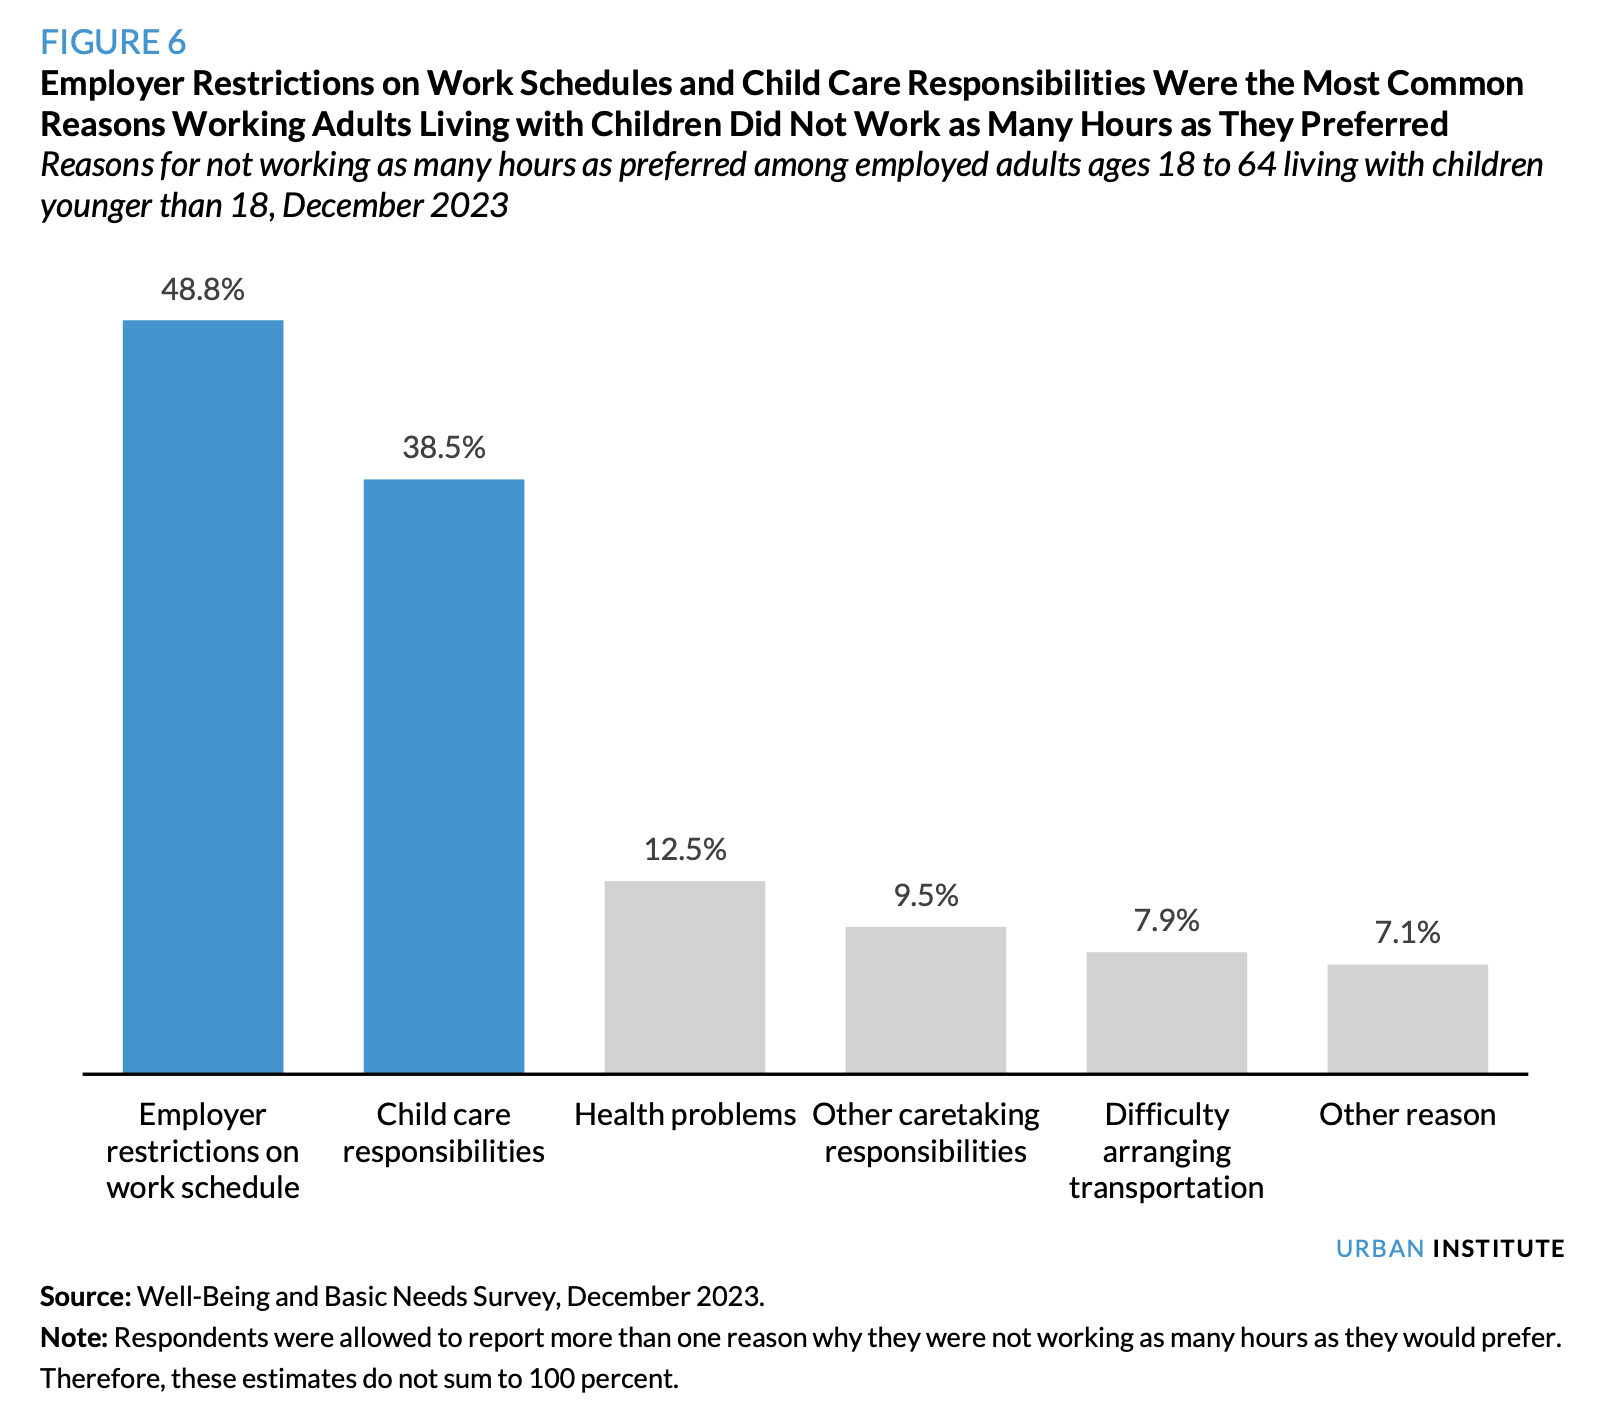 FIGURE 6
Employer Restrictions on Work Schedules and Child Care Responsibilities Were the Most Common
Reasons Working Adults Living with Children Did Not Work as Many Hours as They Preferred
Reasons for not working as many hours as preferred among employed adults ages 18 to 64 living with children
younger than 18, December 2023
48.8%
38.5%
12.5%
9.5%
7.9%
7.1%
Employer
restrictions on
work schedule
Child care
responsibilities
Health problems
Other caretaking
responsibilities
Difficulty
arranging
transportation
Other reason
URBAN INSTITUTE
Source: Well-Being and Basic Needs Survey, December 2023.
Note: Respondents were allowed to report more than one reason why they were not working as many hours as they would prefer.
Therefore, these estimates do not sum to 100 percent.